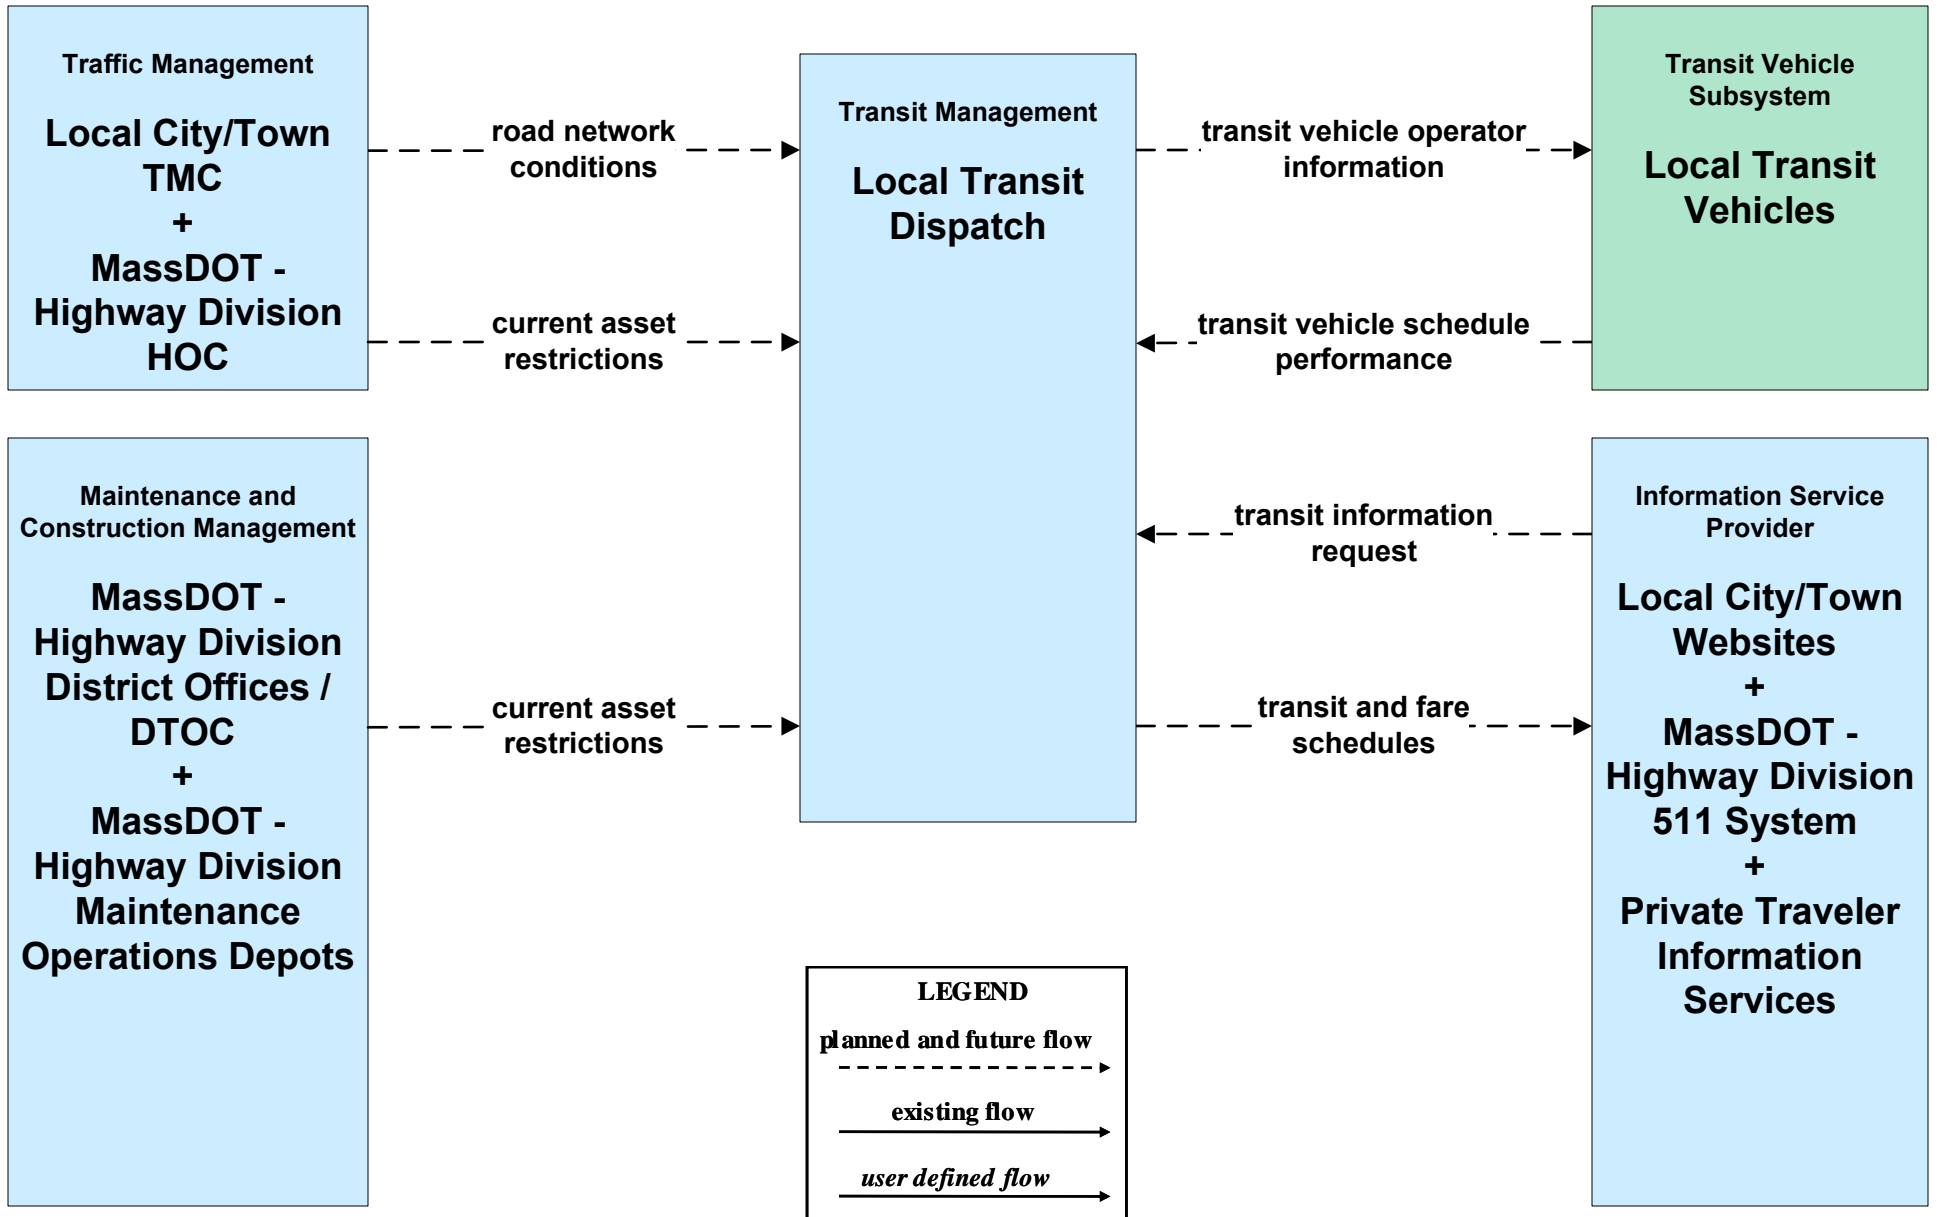 Traffic Management
Local City/Town
TMC
+
MassDOT -
Highway Division
HOC
road network
conditions
current asset
restrictions
Transit Management
Local Transit
Dispatch
transit vehicle operator
information
transit vehicle schedule
performance
Transit Vehicle
Subsystem
Local Transit
Vehicles
Maintenance and
Construction Management
MassDOT -
Highway Division
District Offices /
DTOC
+
MassDOT -
Highway Division
Maintenance
Operations Depots
current asset
restrictions
transit information
request
transit and fare
schedules
Information Service
Provider
Local City/Town
Websites
+
MassDOT -
Highway Division
511 System
+
Private Traveler
Information
Services
LEGEND
planned and future flow
existing flow
user defined flow